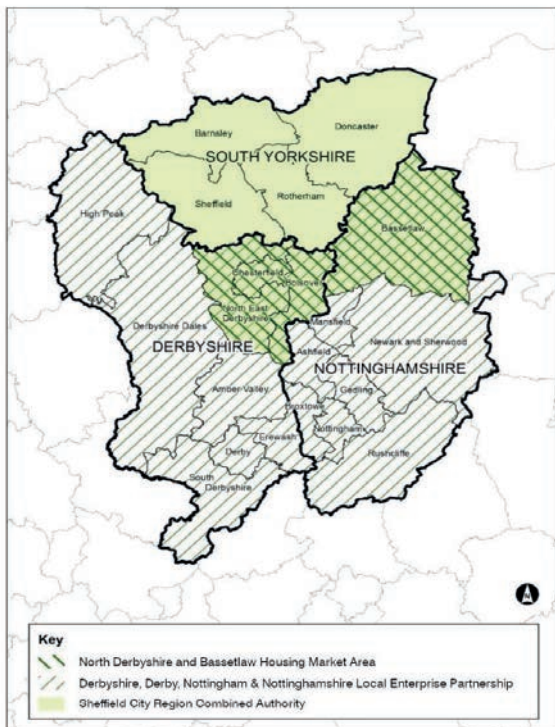 Barnsley
Doncaster
SOUTH YORKSHIRE
Sheffield
Rotherham
High Peak
Bassetlaw
Chesterfield
Bolsover
North East
Derbyshire
Derbyshire Dales
DERBYSHIRE
Mansfield
Ashfield
Newark and Sherwood
NOTTINGHAMSHIRE
Amber Valley
Gedling
Broxtowe
Nottingham
Erewash
Derby
Rushcliffe
South
Derbyshire
N
Key
North Derbyshire and Bassetlaw Housing Market Area
Derbyshire, Derby, Nottingham & Nottinghamshire Local Enterprise Partnership
Sheffield City Region Combined Authority